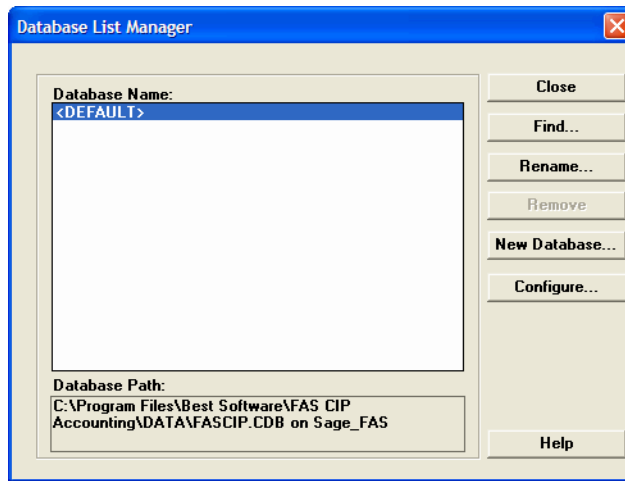 Database List Manager
Database Name:
<DEFAULT>
Database Path:
C:\Program Files\Best Software\FAS CIP
Accounting\DATA\FASCIP.CDB on Sage_FAS
Close
Find...
Rename...
Remove
New Database...
Configure...
Help